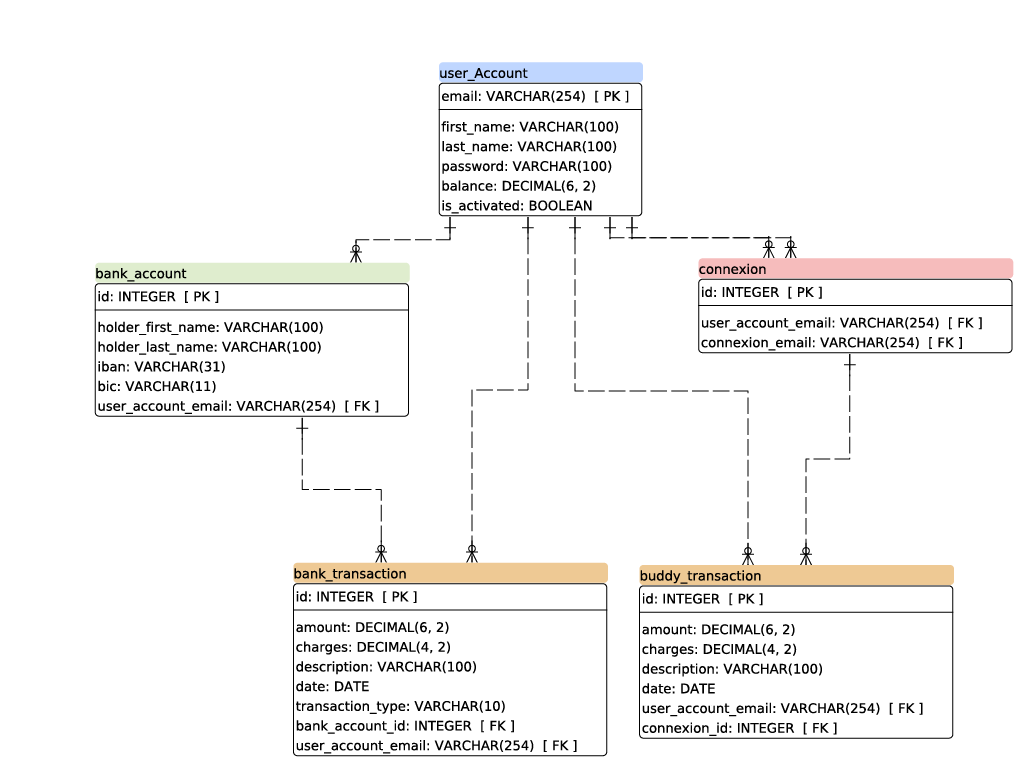 user_Account
email: VARCHAR(254) [ PK ]
first_name: VARCHAR(100)
last_name: VARCHAR(100)
password: VARCHAR(100)
balance: DECIMAL(6, 2)
is_activated: BOOLEAN
bank_account
id: INTEGER [ PK ]
holder_first_name: VARCHAR(100)
holder_last_name: VARCHAR(100)
iban: VARCHAR(31)
bic: VARCHAR(11)
user_account_email: VARCHAR(254) [ FK ]
connexion
id: INTEGER [ PK ]
user_account_email: VARCHAR(254) [ FK ]
connexion_email: VARCHAR(254) [ FK ]
bank_transaction
id: INTEGER [ PK ]
amount: DECIMAL(6, 2)
charges: DECIMAL(4, 2)
description: VARCHAR(100)
date: DATE
transaction_type: VARCHAR(10)
bank_account_id: INTEGER [ FK ]
user_account_email: VARCHAR(254) [ FK ]
buddy_transaction
id: INTEGER [ PK ]
amount: DECIMAL(6, 2)
charges: DECIMAL(4, 2)
description: VARCHAR(100)
date: DATE
user_account_email: VARCHAR(254) [ FK ]
connexion_id: INTEGER [ FK ]